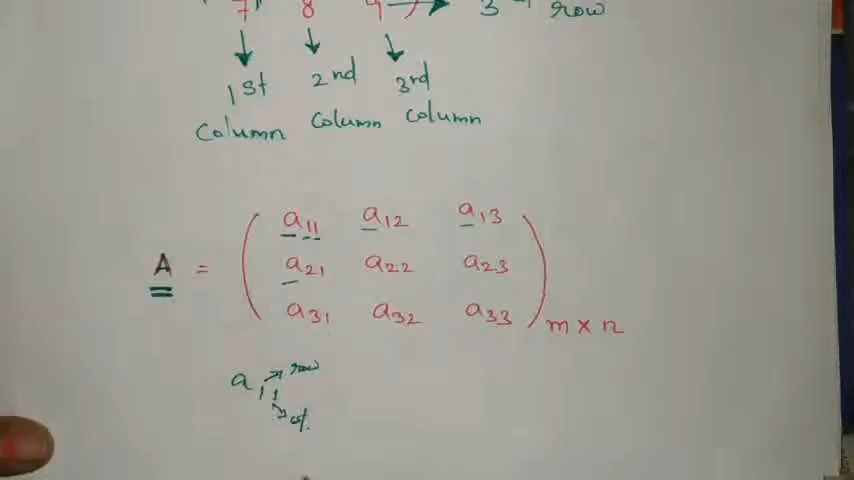 7 8 9 3 row
1st 2nd 3rd
Column Column Column
A = ( a11 a12 a13
a21 a22 a23
a31 a32 a33 ) m x n
a11 row
col.